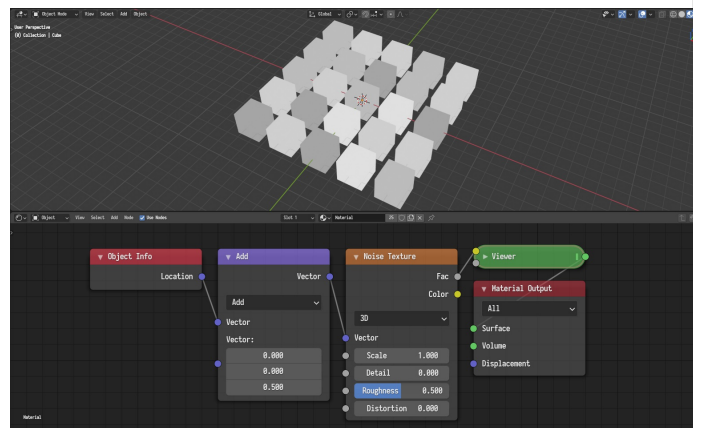 Object Mode View Select Add Object
Global
User Perspective
(0) Collection | Cube
Object View Select Add Node Use Nodes Slot 1 Material
Object Info
Location
Add
Vector
Add
Vector
Vector:
0.000
0.000
0.500
Noise Texture
Fac
Color
3D
Vector
Scale 1.000
Detail 0.000
Roughness 0.500
Distortion 0.000
Viewer
Material Output
All
Surface
Volume
Displacement
Material